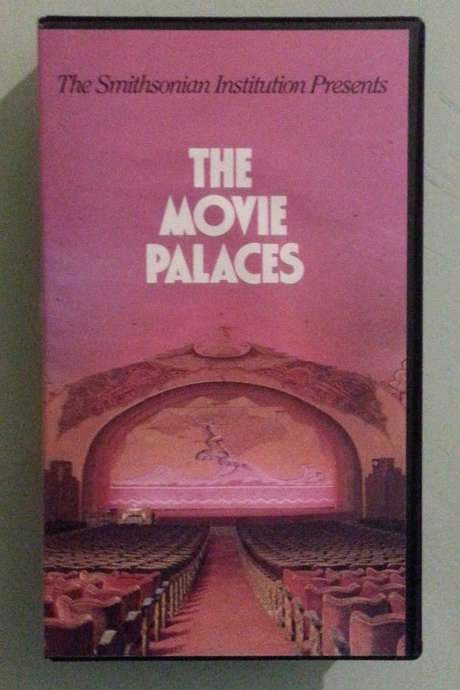 The Smithsonian Institution Presents
THE
MOVIE
PALACES